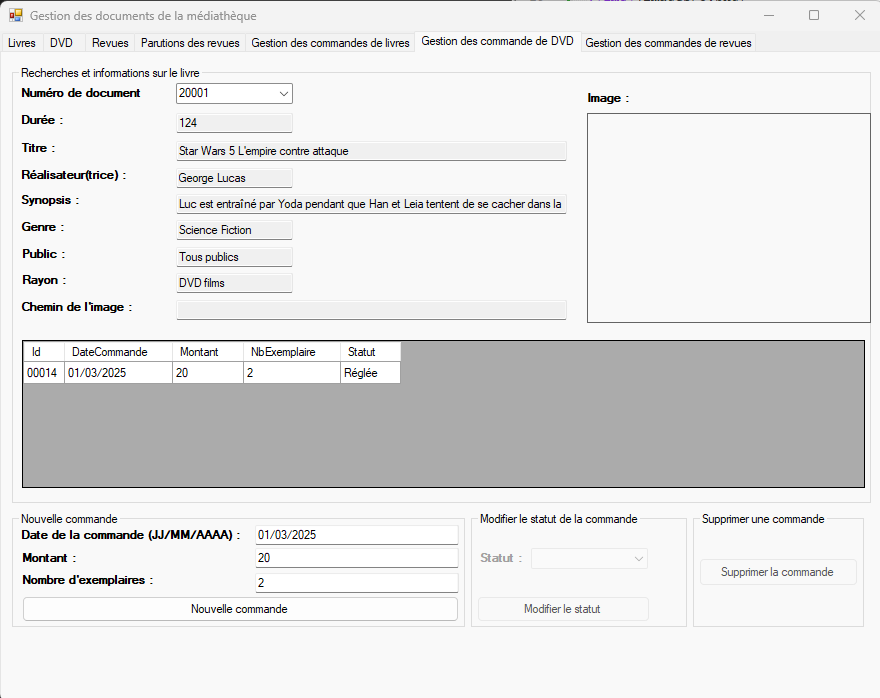 Gestion des documents de la médiathèque
Livres DVD Revues Parutions des revues Gestion des commandes de livres Gestion des commande de DVD Gestion des commandes de revues
Recherches et informations sur le livre
Numéro de document 20001
Image :
Durée : 124
Titre : Star Wars 5 L'empire contre attaque
Réalisateur(trice) : George Lucas
Synopsis : Luc est entraîné par Yoda pendant que Han et Leia tentent de se cacher dans la
Genre : Science Fiction
Public : Tous publics
Rayon : DVD films
Chemin de l'image :
Id DateCommande Montant NbExemplaire Statut
00014 01/03/2025 20 2 Réglée
Nouvelle commande
Date de la commande (JJ/MM/AAAA) : 01/03/2025
Montant : 20
Nombre d'exemplaires : 2
Nouvelle commande
Modifier le statut de la commande
Statut :
Modifier le statut
Supprimer une commande
Supprimer la commande